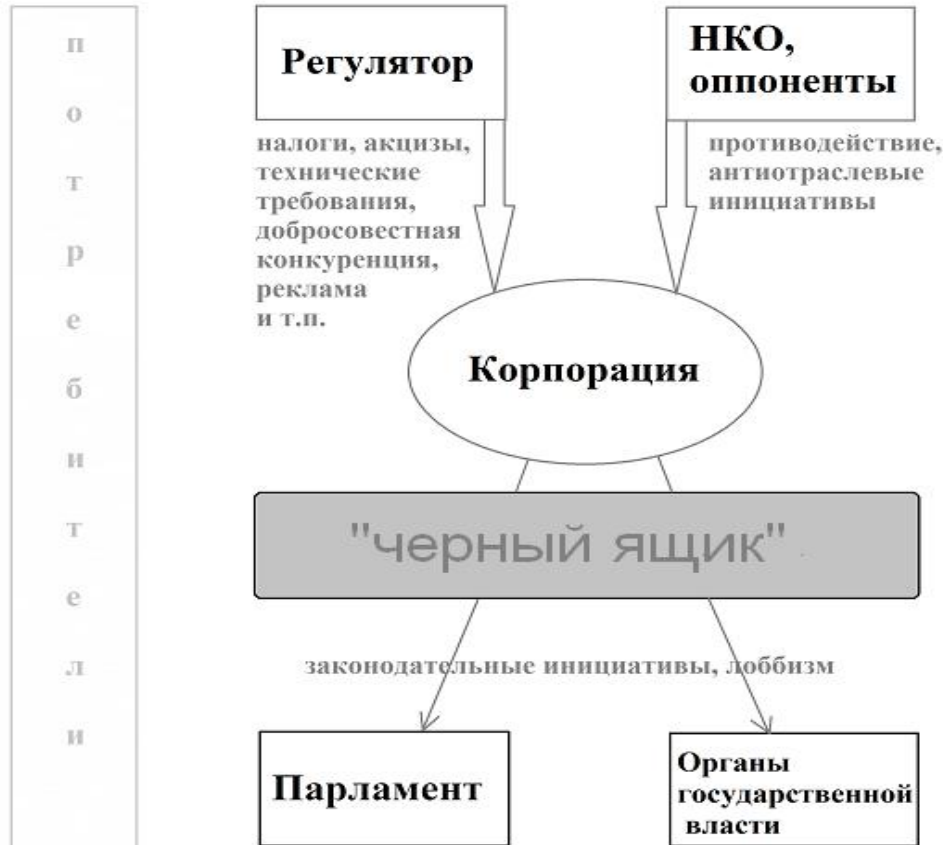 потребители
Регулятор
НКО,
оппоненты
налоги, акцизы,
технические
требования,
добросовестная
конкуренция,
реклама
и т.п.
противодействие,
антиотраслевые
инициативы
Корпорация
"черный ящик"
законодательные инициативы, лоббизм
Парламент
Органы
государственной
власти